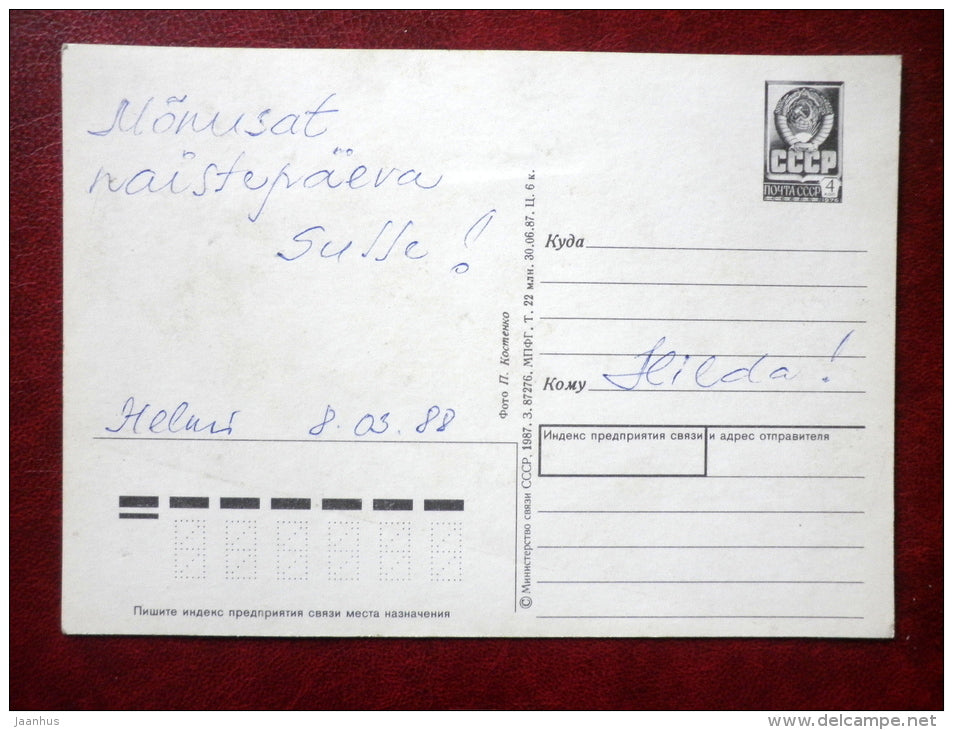 Mõnusat
naistepäeva
Sulle!
Helmi 8.03.88
Пишите индекс предприятия связи места назначения
© Министерство связи СССР, 1987. З. 87276, МПФГ, Т. 22 млн. 30.06.87. Ц. 6 к.
Фото П. Костенко
СССР
ПОЧТА СССР 4
1976
Куда
Кому Hilda!
Индекс предприятия связи и адрес отправителя
Jaanhus
www.delcampe.net